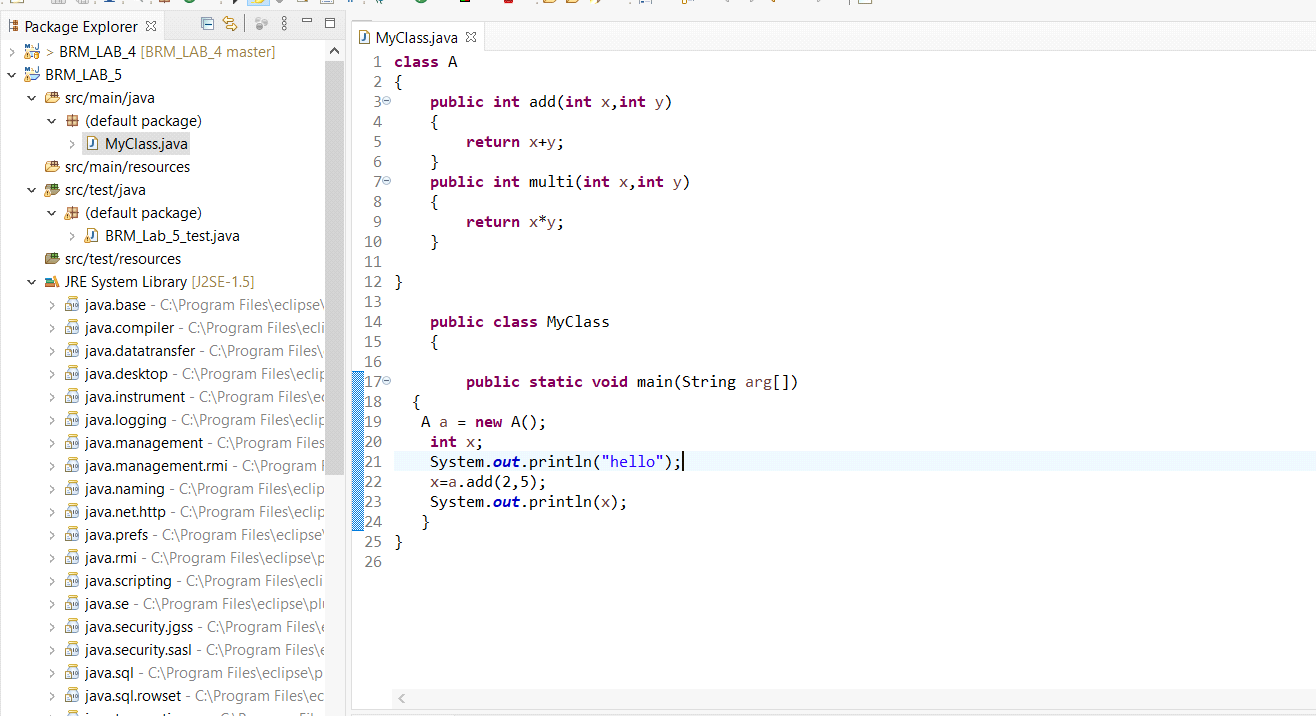 Package Explorer
BRM_LAB_4 [BRM_LAB_4 master]
BRM_LAB_5
src/main/java
(default package)
MyClass.java
src/main/resources
src/test/java
(default package)
BRM_Lab_5_test.java
src/test/resources
JRE System Library [J2SE-1.5]
java.base - C:\Program Files\eclipse\
java.compiler - C:\Program Files\ecli
java.datatransfer - C:\Program Files\
java.desktop - C:\Program Files\eclip
java.instrument - C:\Program Files\ec
java.logging - C:\Program Files\eclip
java.management - C:\Program Files
java.management.rmi - C:\Program F
java.naming - C:\Program Files\eclip
java.net.http - C:\Program Files\eclip
java.prefs - C:\Program Files\eclipse\
java.rmi - C:\Program Files\eclipse\p
java.scripting - C:\Program Files\ecli
java.se - C:\Program Files\eclipse\plu
java.security.jgss - C:\Program Files\e
java.security.sasl - C:\Program Files\e
java.sql - C:\Program Files\eclipse\p
java.sql.rowset - C:\Program Files\ec
MyClass.java
1 class A
2 {
3 public int add(int x,int y)
4 {
5 return x+y;
6 }
7 public int multi(int x,int y)
8 {
9 return x*y;
10 }
11
12 }
13
14 public class MyClass
15 {
16
17 public static void main(String arg[])
18 {
19 A a = new A();
20 int x;
21 System.out.println("hello");
22 x=a.add(2,5);
23 System.out.println(x);
24 }
25 }
26